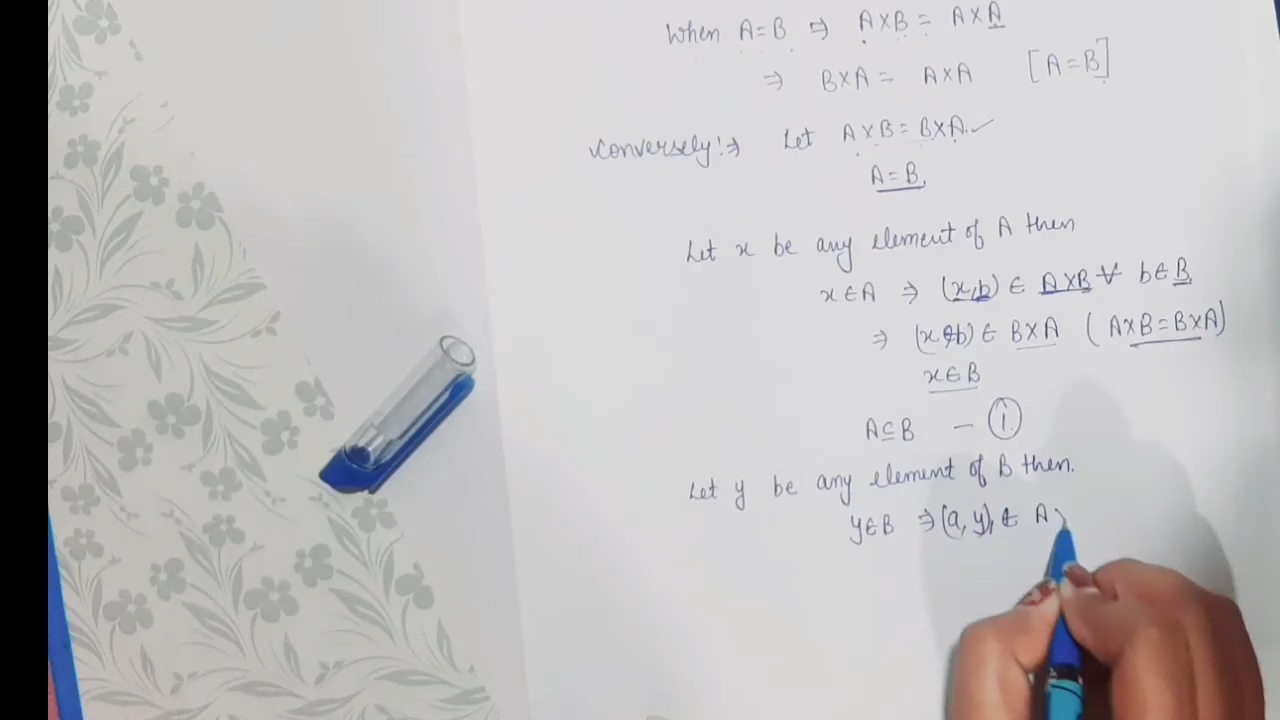 When A=B ⇒ A×B = A×A
⇒ B×A = A×A [A=B]
Conversely!⇒ Let A×B = B×A ✓
A=B.
Let x be any element of A then
x∈A ⇒ (x,b) ∈ A×B ∀ b∈B
⇒ (x,b) ∈ B×A (A×B=B×A)
x∈B
A⊆B — ①
Let y be any element of B then.
y∈B ⇒ (a,y) ∈ A